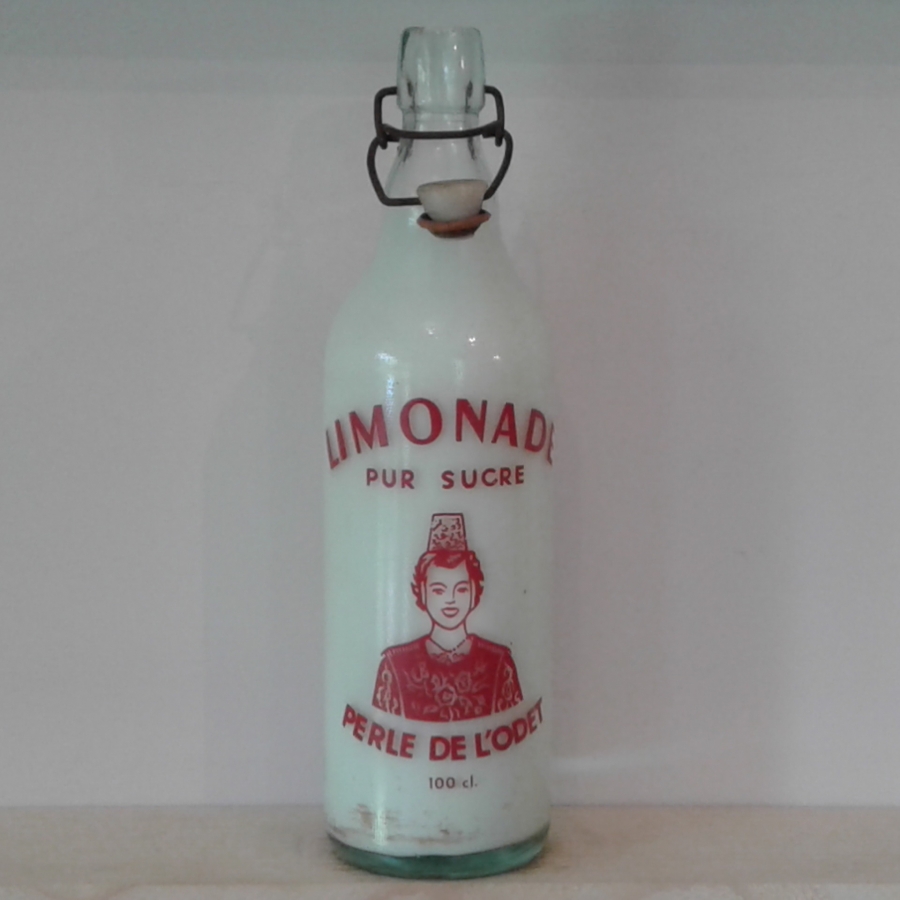 LIMONADE
PUR SUCRE
PERLE DE L'ODET
100 cl.